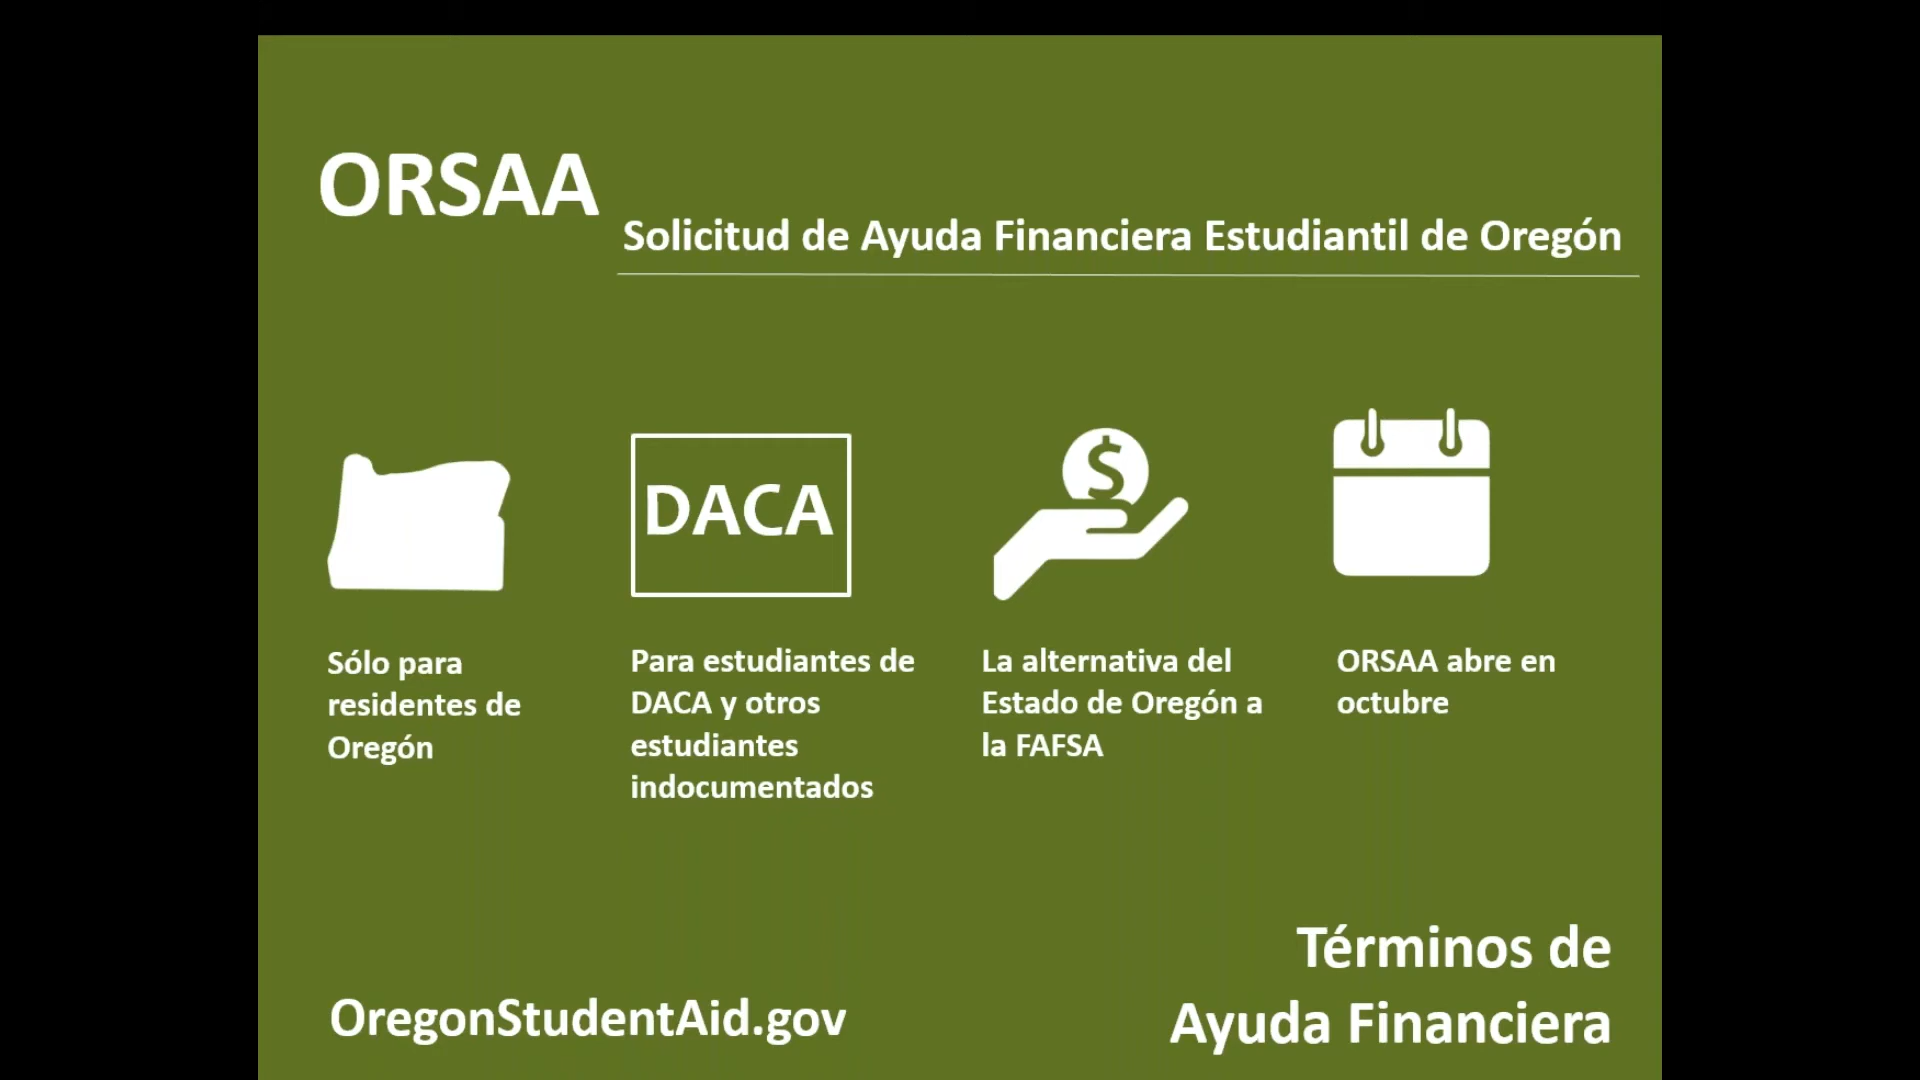 ORSAA
Solicitud de Ayuda Financiera Estudiantil de Oregón
DACA
$
Sólo para
residentes de
Oregón
Para estudiantes de
DACA y otros
estudiantes
indocumentados
La alternativa del
Estado de Oregón a
la FAFSA
ORSAA abre en
octubre
OregonStudentAid.gov
Términos de
Ayuda Financiera